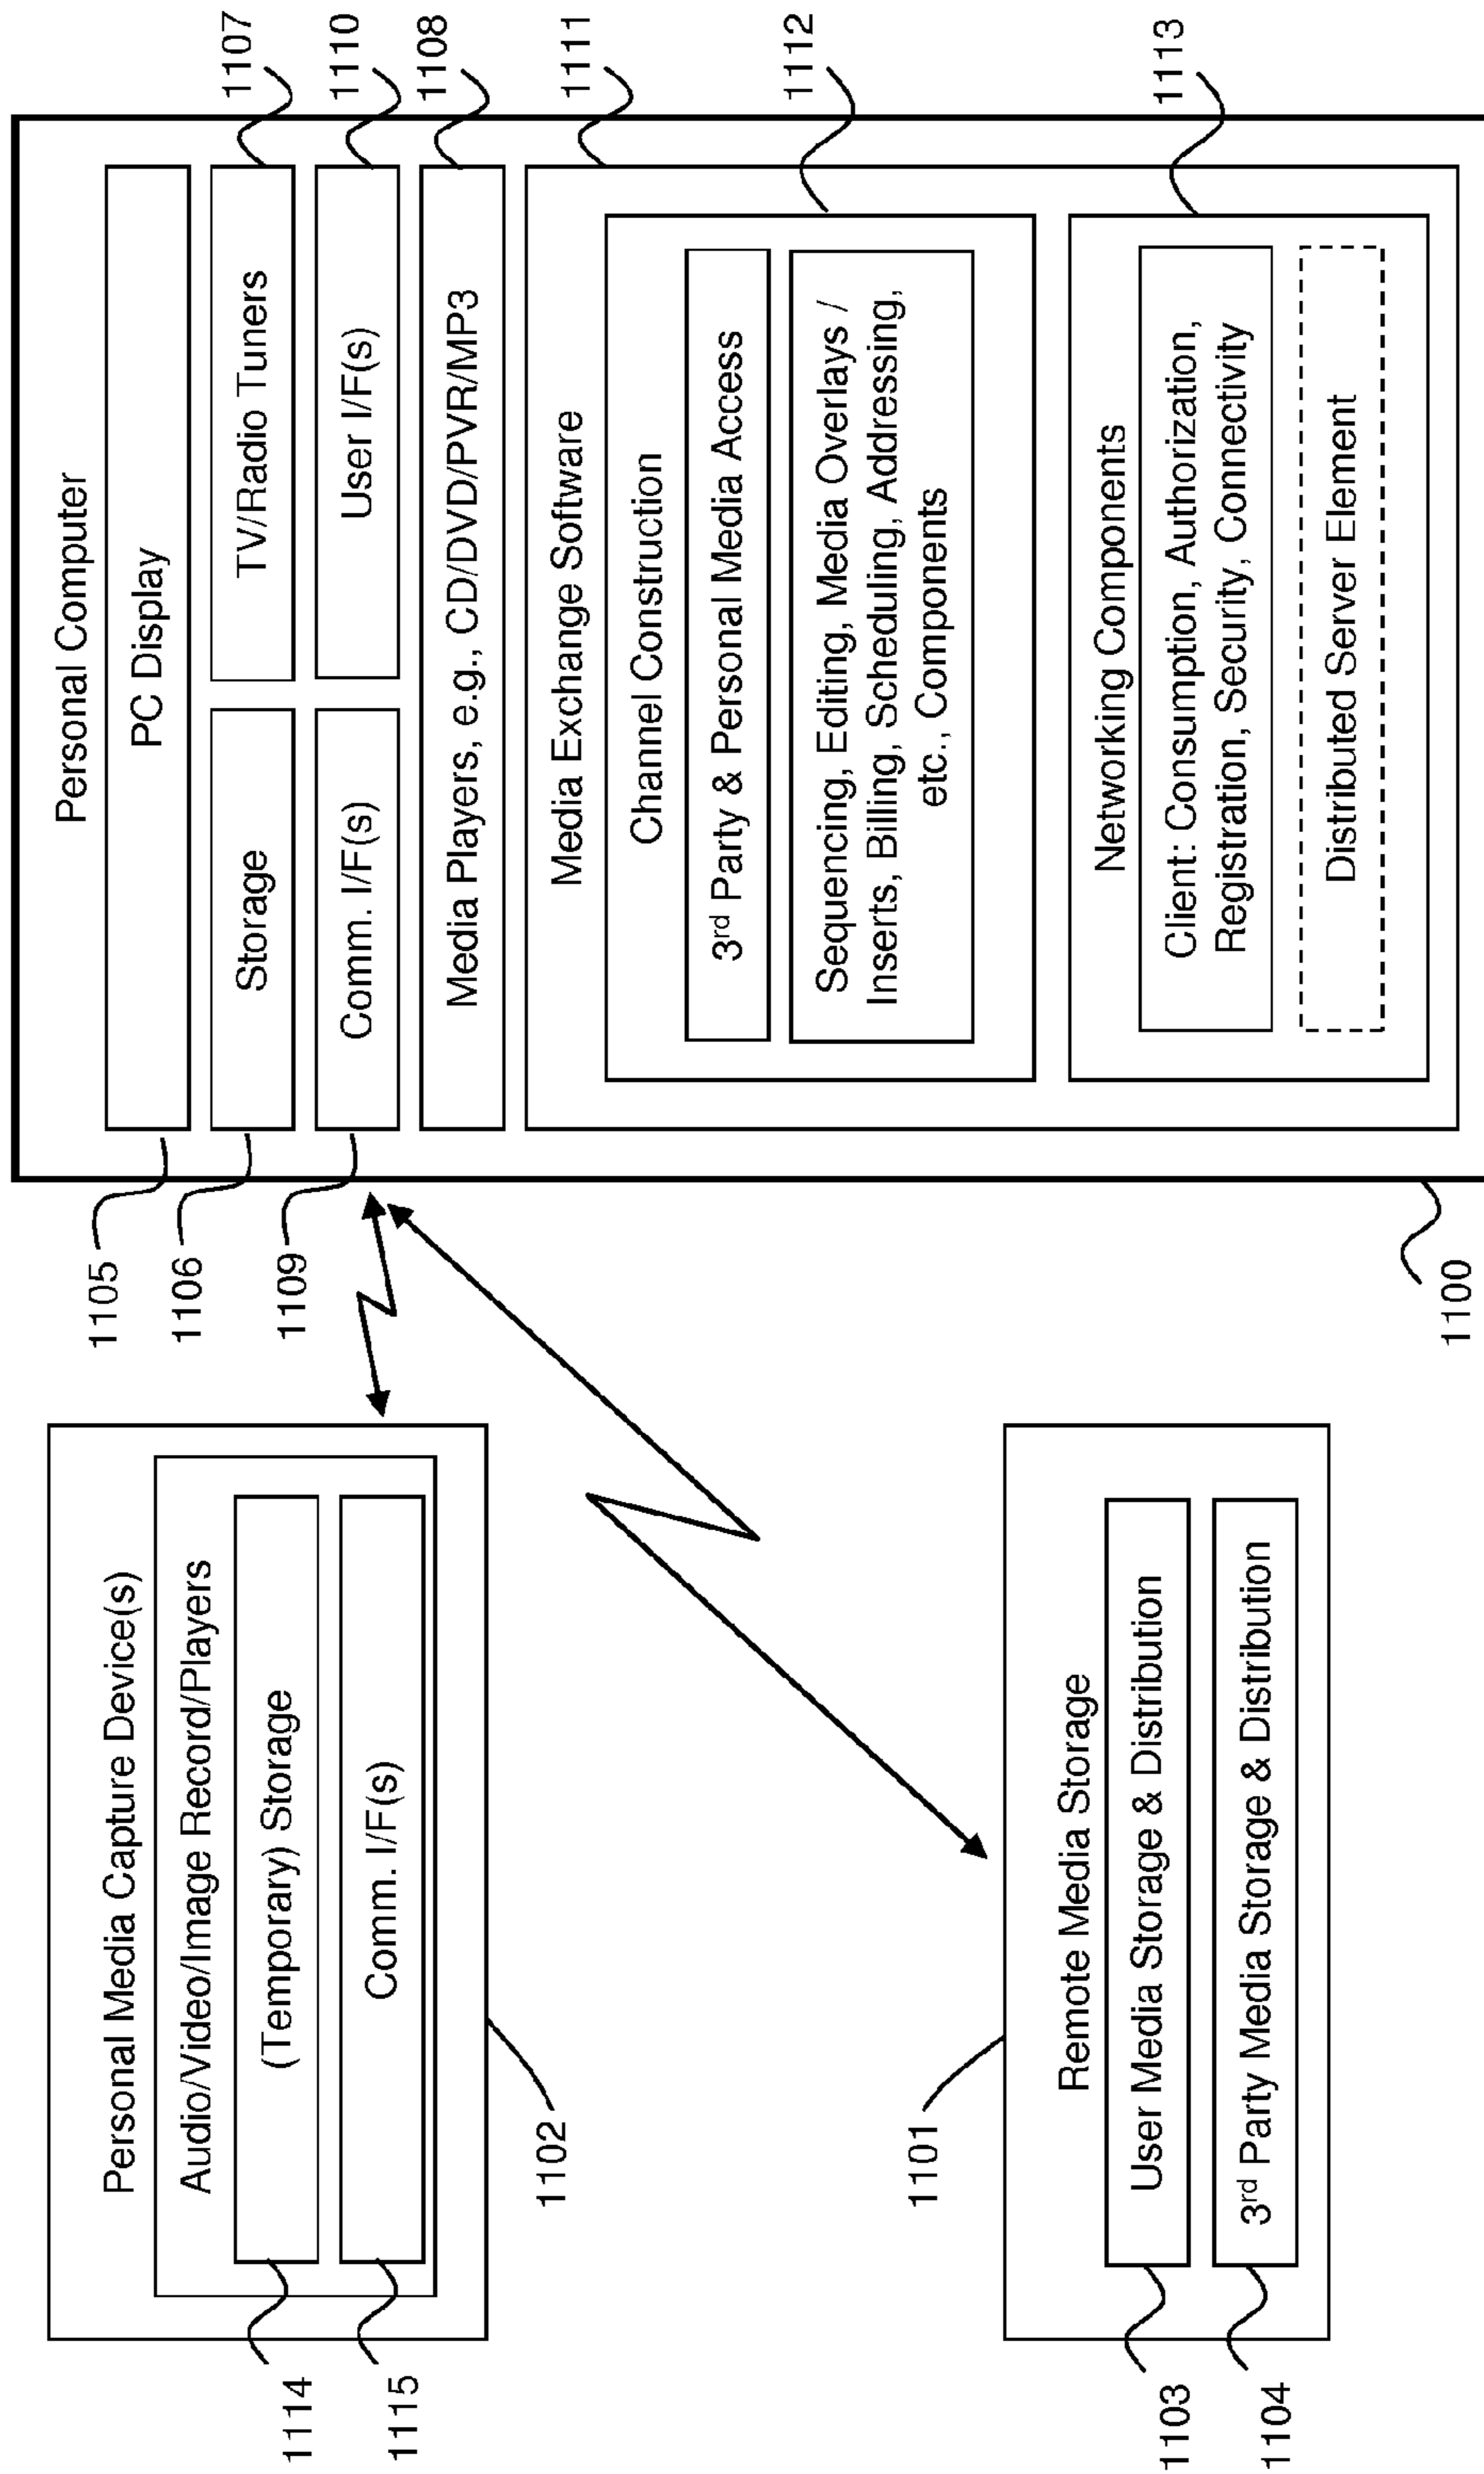 Personal Media Capture Device(s)
Audio/Video/Image Record/Players
(Temporary) Storage
Comm. I/F(s)
1114
1115
1102
Remote Media Storage
User Media Storage & Distribution
3rd Party Media Storage & Distribution
1101
1103
1104
Personal Computer
PC Display
Storage
TV/Radio Tuners
Comm. I/F(s)
User I/F(s)
Media Players, e.g., CD/DVD/PVR/MP3
Media Exchange Software
Channel Construction
3rd Party & Personal Media Access
Sequencing, Editing, Media Overlays /
Inserts, Billing, Scheduling, Addressing,
etc., Components
Networking Components
Client: Consumption, Authorization,
Registration, Security, Connectivity
Distributed Server Element
1105
1106
1109
1100
1107
1110
1108
1111
1112
1113